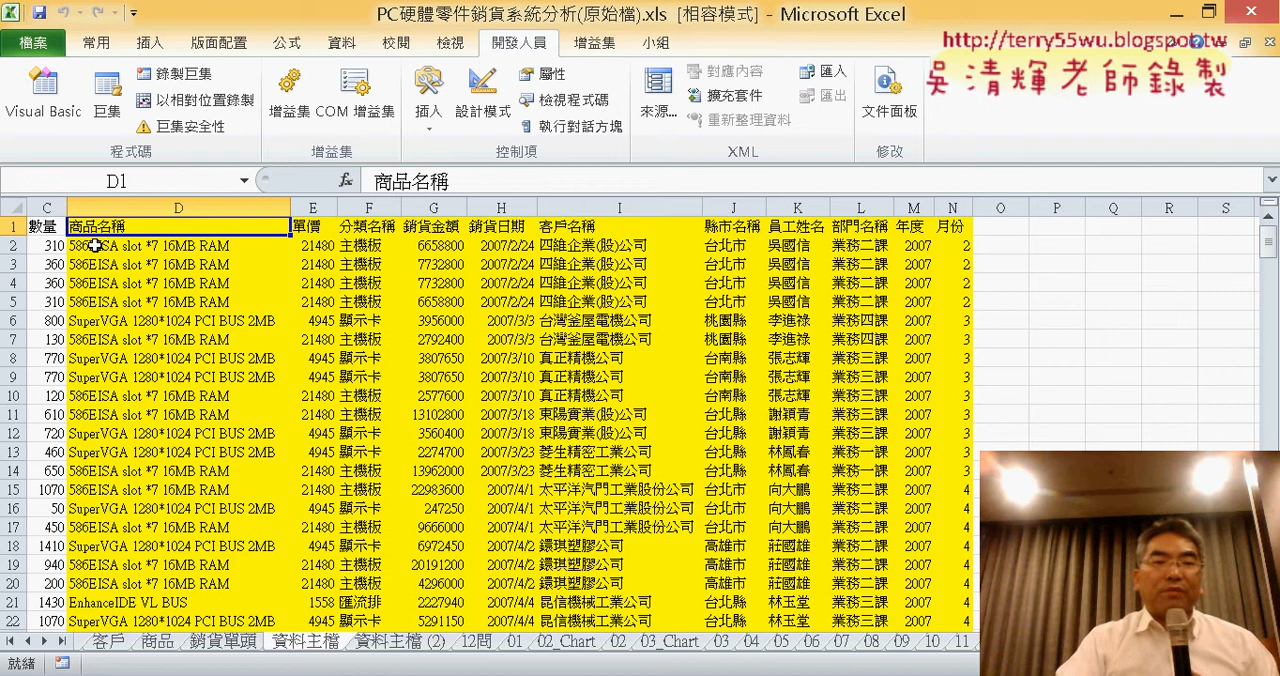 PC硬體零件銷貨系統分析(原始檔).xls [相容模式] - Microsoft Excel
檔案 常用 插入 版面配置 公式 資料 校閱 檢視 開發人員 增益集 小組
http://terry55wu.blogspot.tw
吳清輝老師錄製
Visual Basic 巨集 錄製巨集 以相對位置錄製 巨集安全性 程式碼
增益集 COM 增益集 增益集
插入 設計模式 屬性 檢視程式碼 執行對話方塊 控制項
來源... 對應內容 擴充套件 重新整理資料 匯入 匯出 XML
文件面板 修改
D1 fx 商品名稱
C D E F G H I J K L M N O P Q R S
1 數量 商品名稱 單價 分類名稱 銷貨金額 銷貨日期 客戶名稱 縣市名稱 員工姓名 部門名稱 年度 月份
2 310 586EISA slot *7 16MB RAM 21480 主機板 6658800 2007/2/24 四維企業(股)公司 台北市 吳國信 業務二課 2007 2
3 360 586EISA slot *7 16MB RAM 21480 主機板 7732800 2007/2/24 四維企業(股)公司 台北市 吳國信 業務二課 2007 2
4 360 586EISA slot *7 16MB RAM 21480 主機板 7732800 2007/2/24 四維企業(股)公司 台北市 吳國信 業務二課 2007 2
5 310 586EISA slot *7 16MB RAM 21480 主機板 6658800 2007/2/24 四維企業(股)公司 台北市 吳國信 業務二課 2007 2
6 800 SuperVGA 1280*1024 PCI BUS 2MB 4945 顯示卡 3956000 2007/3/3 台灣釜屋電機公司 桃園縣 李進祿 業務四課 2007 3
7 130 586EISA slot *7 16MB RAM 21480 主機板 2792400 2007/3/3 台灣釜屋電機公司 桃園縣 李進祿 業務四課 2007 3
8 770 SuperVGA 1280*1024 PCI BUS 2MB 4945 顯示卡 3807650 2007/3/10 真正精機公司 台南縣 張志輝 業務三課 2007 3
9 770 SuperVGA 1280*1024 PCI BUS 2MB 4945 顯示卡 3807650 2007/3/10 真正精機公司 台南縣 張志輝 業務三課 2007 3
10 120 586EISA slot *7 16MB RAM 21480 主機板 2577600 2007/3/10 真正精機公司 台南縣 張志輝 業務三課 2007 3
11 610 586EISA slot *7 16MB RAM 21480 主機板 13102800 2007/3/18 東陽實業(股)公司 台北縣 謝穎青 業務三課 2007 3
12 720 SuperVGA 1280*1024 PCI BUS 2MB 4945 顯示卡 3560400 2007/3/18 東陽實業(股)公司 台北縣 謝穎青 業務三課 2007 3
13 460 SuperVGA 1280*1024 PCI BUS 2MB 4945 顯示卡 2274700 2007/3/23 菱生精密工業公司 台北縣 林鳳春 業務一課 2007 3
14 650 586EISA slot *7 16MB RAM 21480 主機板 13962000 2007/3/23 菱生精密工業公司 台北縣 林鳳春 業務一課 2007 3
15 1070 586EISA slot *7 16MB RAM 21480 主機板 22983600 2007/4/1 太平洋汽門工業股份公司 台北市 向大鵬 業務二課 2007 4
16 50 SuperVGA 1280*1024 PCI BUS 2MB 4945 顯示卡 247250 2007/4/1 太平洋汽門工業股份公司 台北市 向大鵬 業務二課 2007 4
17 450 586EISA slot *7 16MB RAM 21480 主機板 9666000 2007/4/1 太平洋汽門工業股份公司 台北市 向大鵬 業務二課 2007 4
18 1410 SuperVGA 1280*1024 PCI BUS 2MB 4945 顯示卡 6972450 2007/4/2 鐶琪塑膠公司 高雄市 莊國雄 業務二課 2007 4
19 940 586EISA slot *7 16MB RAM 21480 主機板 20191200 2007/4/2 鐶琪塑膠公司 高雄市 莊國雄 業務二課 2007 4
20 200 586EISA slot *7 16MB RAM 21480 主機板 4296000 2007/4/2 鐶琪塑膠公司 高雄市 莊國雄 業務二課 2007 4
21 1430 EnhanceIDE VL BUS 1558 匯流排 2227940 2007/4/4 昆信機械工業公司 台北縣 林玉堂 業務三課 2007 4
22 1070 SuperVGA 1280*1024 PCI BUS 2MB 4945 顯示卡 5291150 2007/4/4 昆信機械工業公司 台北縣 林玉堂 業務三課 2007 4
客戶 商品 銷貨單頭 資料主檔 資料主檔 (2) 12問 01 02_Chart 02 03_Chart 03 04 05 06 07 08 09 10 11
就緒